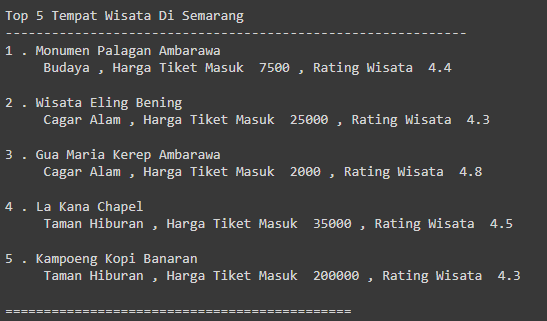 Top 5 Tempat Wisata Di Semarang
------------------------------------------------------------
1 . Monumen Palagan Ambarawa
Budaya , Harga Tiket Masuk  7500 , Rating Wisata  4.4
2 . Wisata Eling Bening
Cagar Alam , Harga Tiket Masuk  25000 , Rating Wisata  4.3
3 . Gua Maria Kerep Ambarawa
Cagar Alam , Harga Tiket Masuk  2000 , Rating Wisata  4.8
4 . La Kana Chapel
Taman Hiburan , Harga Tiket Masuk  35000 , Rating Wisata  4.5
5 . Kampoeng Kopi Banaran
Taman Hiburan , Harga Tiket Masuk  200000 , Rating Wisata  4.3
=============================================